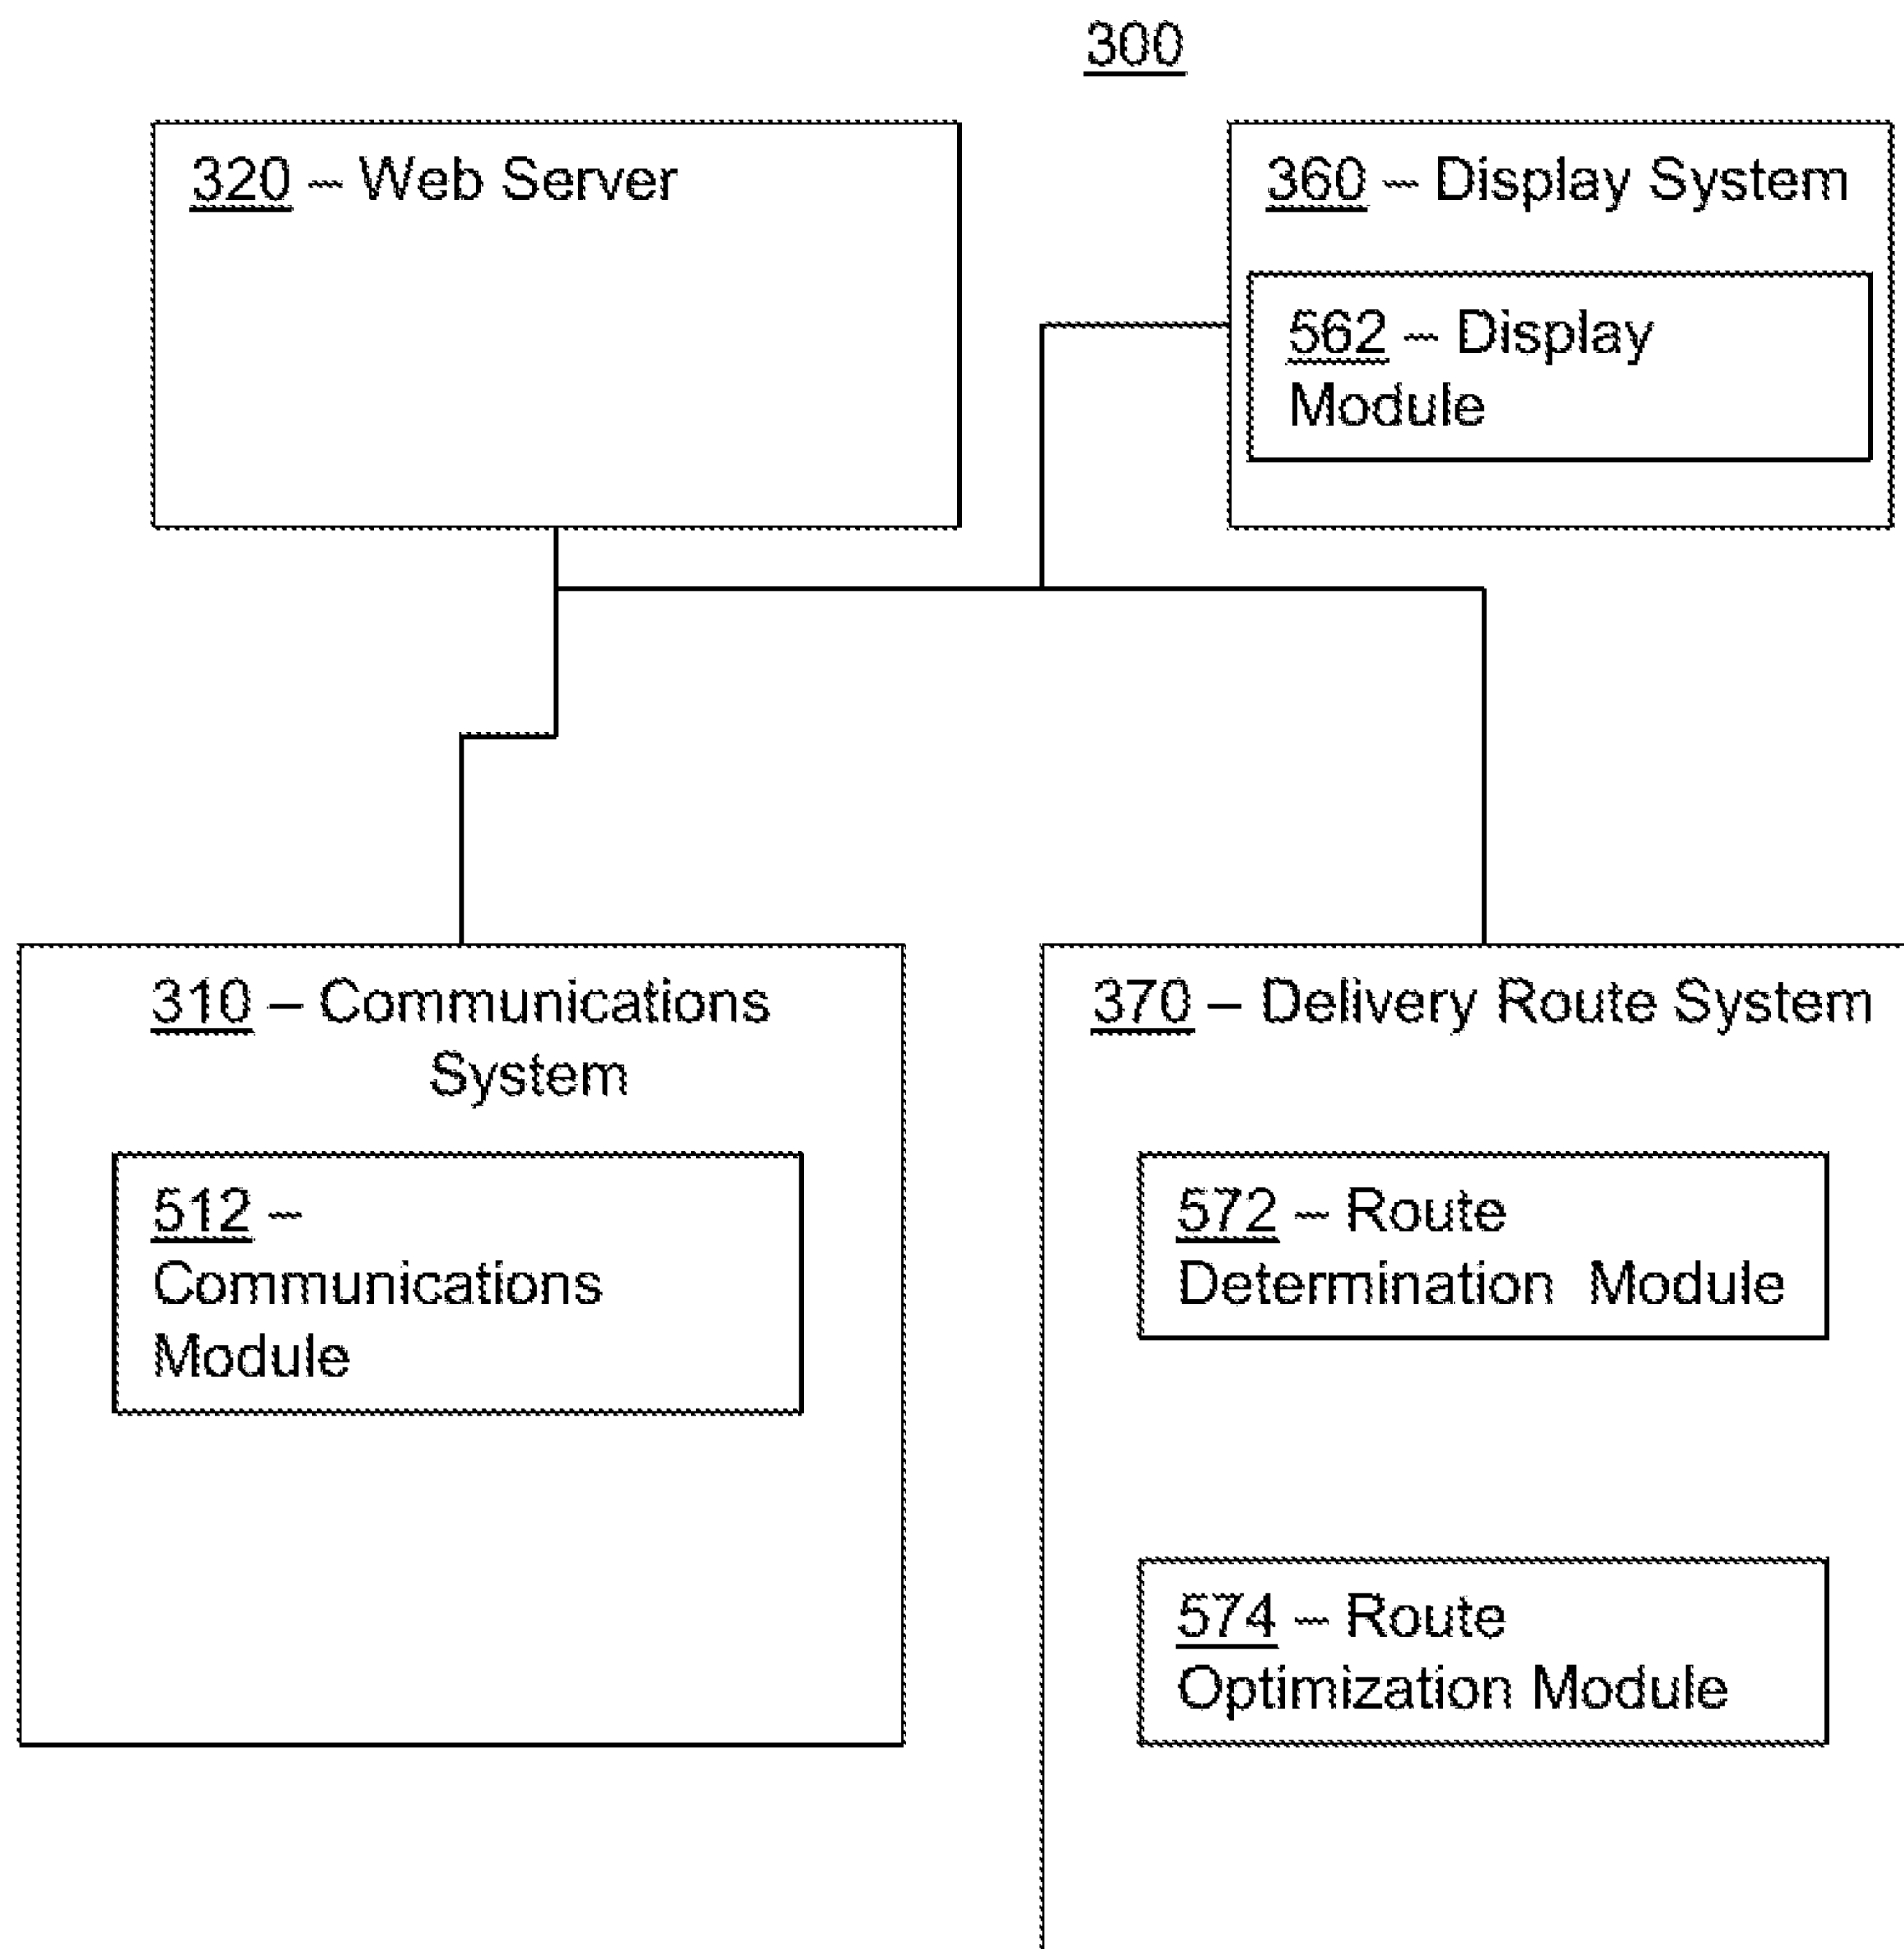 300
320 – Web Server
360 – Display System
562 – Display
Module
310 – Communications
System
512 –
Communications
Module
370 – Delivery Route System
572 – Route
Determination Module
574 – Route
Optimization Module